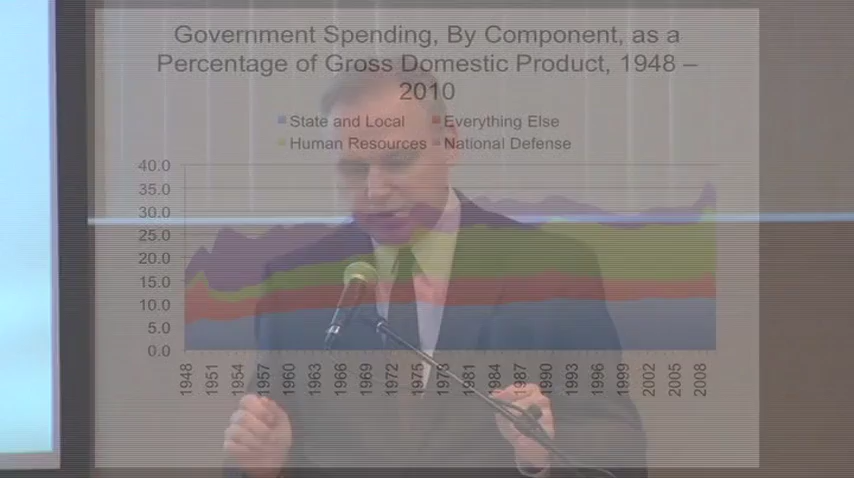 Government Spending, By Component, as a
Percentage of Gross Domestic Product, 1948 –
2010
State and Local Everything Else
Human Resources National Defense
40.0
35.0
30.0
25.0
20.0
15.0
10.0
5.0
0.0
1948 1951 1954 1957 1960 1963 1966 1969 1972 1975 1978 1981 1984 1987 1990 1993 1996 1999 2002 2005 2008